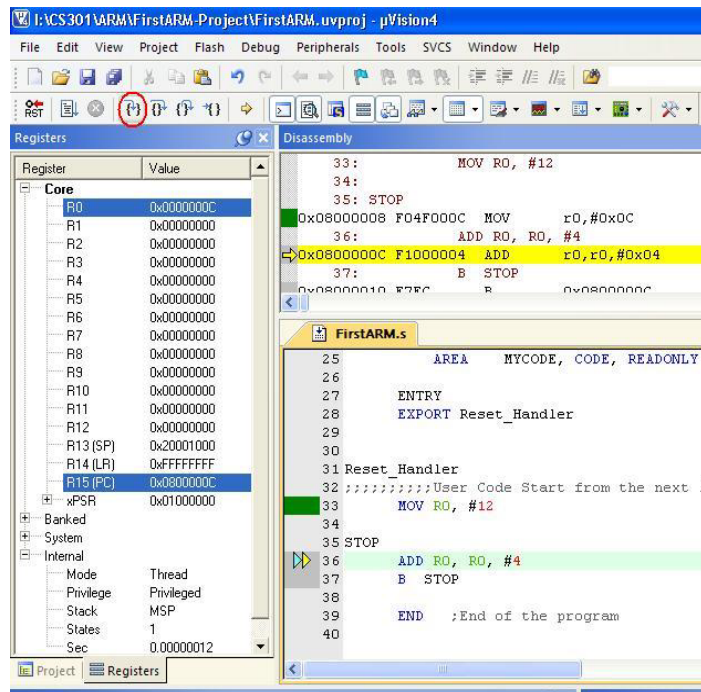 I:\CS301\ARM\FirstARM-Project\FirstARM.uvproj - µVision4
File Edit View Project Flash Debug Peripherals Tools SVCS Window Help
RST
Registers
Register Value
Core
R0 0x0000000C
R1 0x00000000
R2 0x00000000
R3 0x00000000
R4 0x00000000
R5 0x00000000
R6 0x00000000
R7 0x00000000
R8 0x00000000
R9 0x00000000
R10 0x00000000
R11 0x00000000
R12 0x00000000
R13 (SP) 0x20001000
R14 (LR) 0xFFFFFFFF
R15 (PC) 0x0800000C
xPSR 0x01000000
Banked
System
Internal
Mode Thread
Privilege Privileged
Stack MSP
States 1
Sec 0.00000012
Project Registers
Disassembly
33: MOV R0, #12
34:
35: STOP
0x08000008 F04F000C MOV r0,#0x0C
36: ADD R0, R0, #4
0x0800000C F1000004 ADD r0,r0,#0x04
37: B STOP
0x08000010 E7FC B 0x0800000C
FirstARM.s
25 AREA MYCODE, CODE, READONLY
26
27 ENTRY
28 EXPORT Reset_Handler
29
30
31 Reset_Handler
32 ;;;;;;;;;;User Code Start from the next
33 MOV R0, #12
34
35 STOP
36 ADD R0, R0, #4
37 B STOP
38
39 END ;End of the program
40